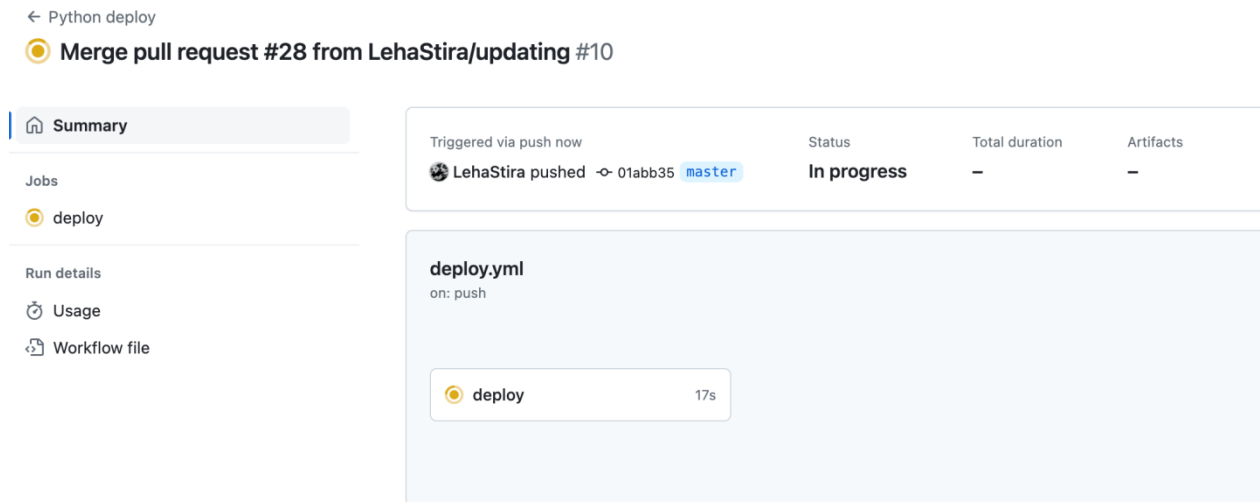 Python deploy
Merge pull request #28 from LehaStira/updating #10
Summary
Jobs
deploy
Run details
Usage
Workflow file
Triggered via push now
LehaStira pushed 01abb35 master
Status
In progress
Total duration
–
Artifacts
–
deploy.yml
on: push
deploy 17s